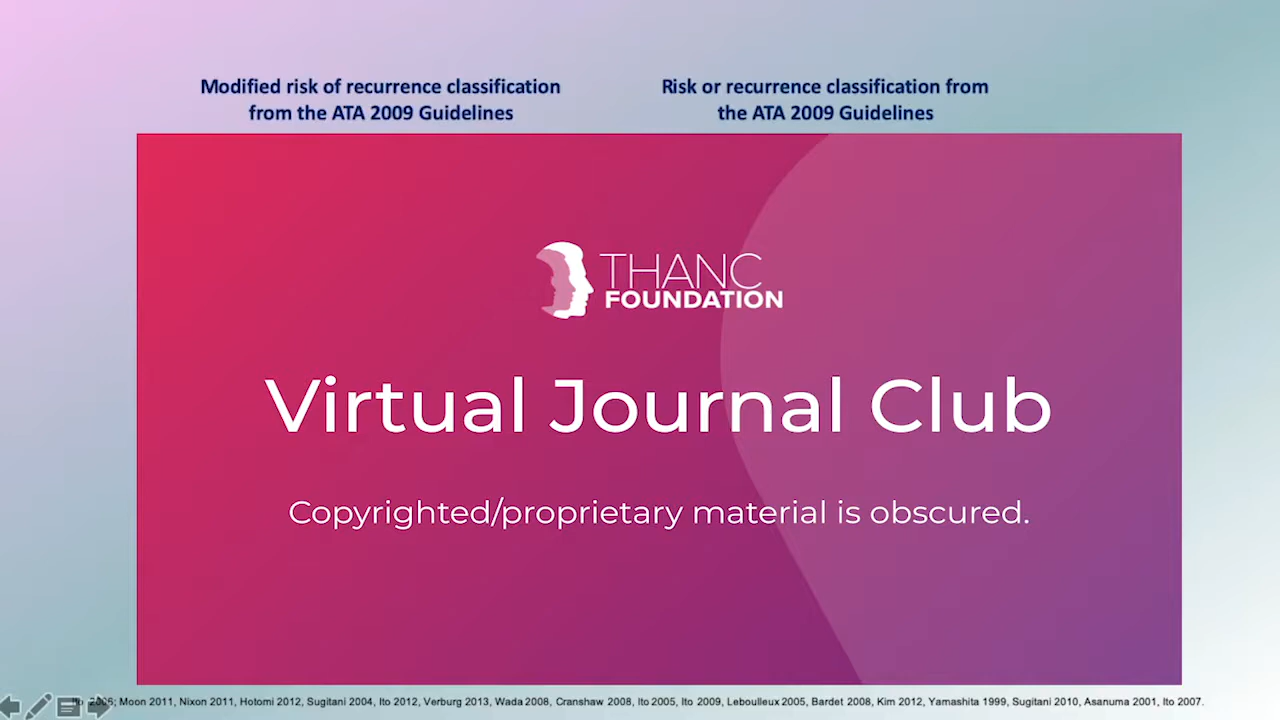 Modified risk of recurrence classification
from the ATA 2009 Guidelines
Risk or recurrence classification from
the ATA 2009 Guidelines
THANC
FOUNDATION
Virtual Journal Club
Copyrighted/proprietary material is obscured.
2006; Moon 2011, Nixon 2011, Hotomi 2012, Sugitani 2004, Ito 2012, Verburg 2013, Wada 2008, Cranshaw 2008, Ito 2005, Ito 2009, Leboulleux 2005, Bardet 2008, Kim 2012, Yamashita 1999, Sugitani 2010, Asanuma 2001, Ito 2007.